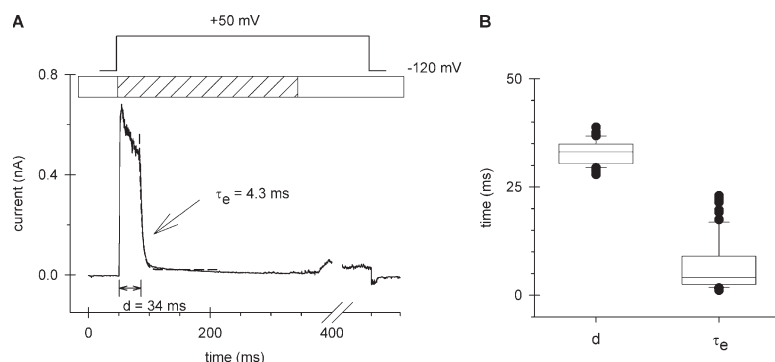 A
+50 mV
-120 mV
0.8
0.4
0.0
current (nA)
τe = 4.3 ms
d = 34 ms
0
200
400
time (ms)
B
50
25
0
time (ms)
d
τe